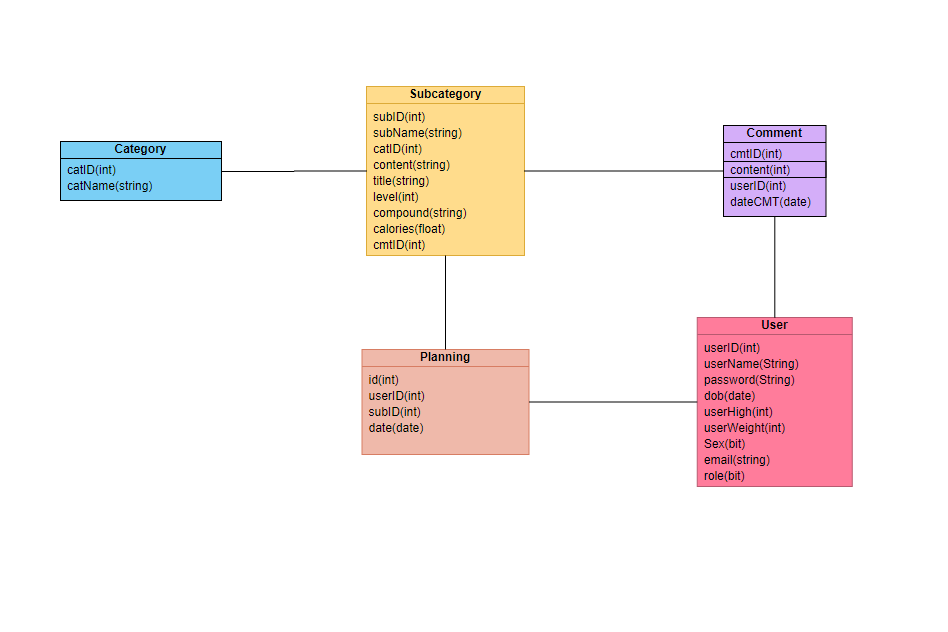 Category
catID(int)
catName(string)
Subcategory
subID(int)
subName(string)
catID(int)
content(string)
title(string)
level(int)
compound(string)
calories(float)
cmtID(int)
Comment
cmtID(int)
content(int)
userID(int)
dateCMT(date)
Planning
id(int)
userID(int)
subID(int)
date(date)
User
userID(int)
userName(String)
password(String)
dob(date)
userHigh(int)
userWeight(int)
Sex(bit)
email(string)
role(bit)